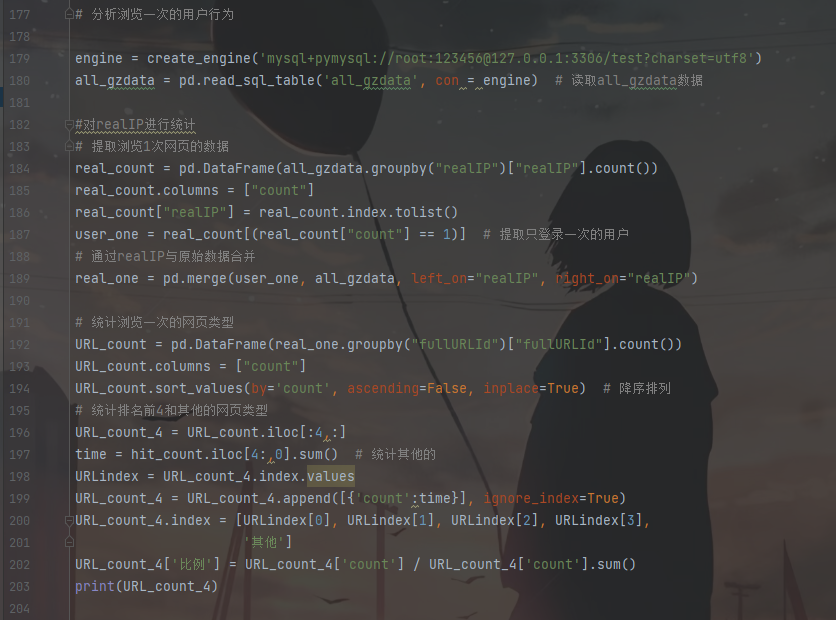 177 # 分析浏览一次的用户行为
178
179 engine = create_engine('mysql+pymysql://root:123456@127.0.0.1:3306/test?charset=utf8')
180 all_gzdata = pd.read_sql_table('all_gzdata', con = engine)  # 读取all_gzdata数据
181
182 #对realIP进行统计
183 # 提取浏览1次网页的数据
184 real_count = pd.DataFrame(all_gzdata.groupby("realIP")["realIP"].count())
185 real_count.columns = ["count"]
186 real_count["realIP"] = real_count.index.tolist()
187 user_one = real_count[(real_count["count"] == 1)]  # 提取只登录一次的用户
188 # 通过realIP与原始数据合并
189 real_one = pd.merge(user_one, all_gzdata, left_on="realIP", right_on="realIP")
190
191 # 统计浏览一次的网页类型
192 URL_count = pd.DataFrame(real_one.groupby("fullURLId")["fullURLId"].count())
193 URL_count.columns = ["count"]
194 URL_count.sort_values(by='count', ascending=False, inplace=True)  # 降序排列
195 # 统计排名前4和其他的网页类型
196 URL_count_4 = URL_count.iloc[:4,:]
197 time = hit_count.iloc[4:,0].sum()  # 统计其他的
198 URLindex = URL_count_4.index.values
199 URL_count_4 = URL_count_4.append([{'count':time}], ignore_index=True)
200 URL_count_4.index = [URLindex[0], URLindex[1], URLindex[2], URLindex[3],
201                      '其他']
202 URL_count_4['比例'] = URL_count_4['count'] / URL_count_4['count'].sum()
203 print(URL_count_4)
204